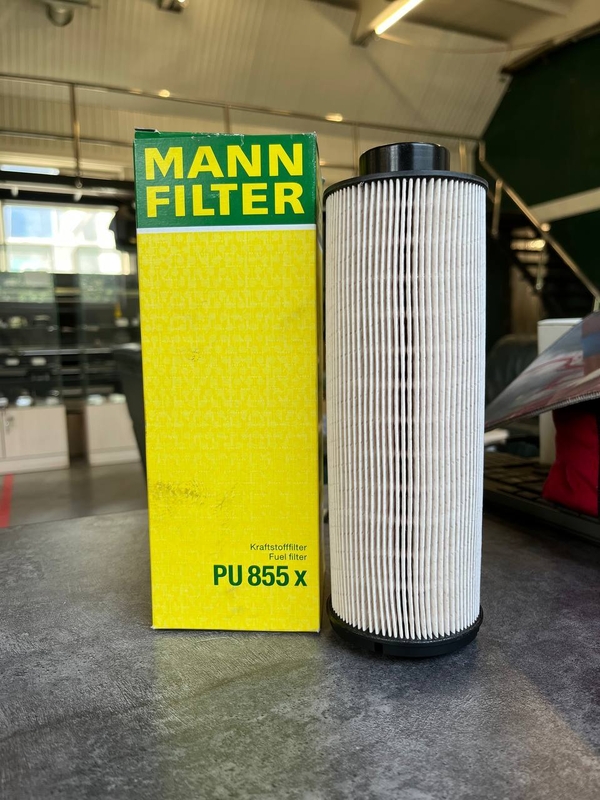 MANN
FILTER
Kraftstofffilter
Fuel filter
PU 855 x